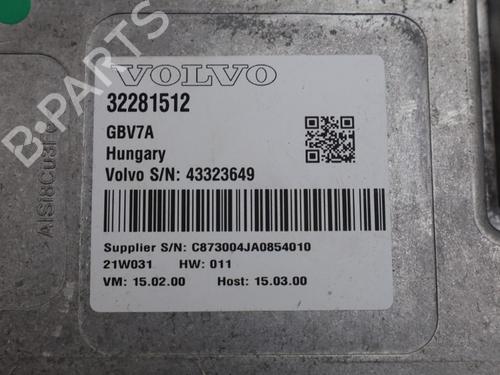 VOLVO
32281512
GBV7A
Hungary
Volvo S/N: 43323649
Supplier S/N: C873004JA0854010
21W031 HW: 011
VM: 15.02.00 Host: 15.03.00
B-PARTS